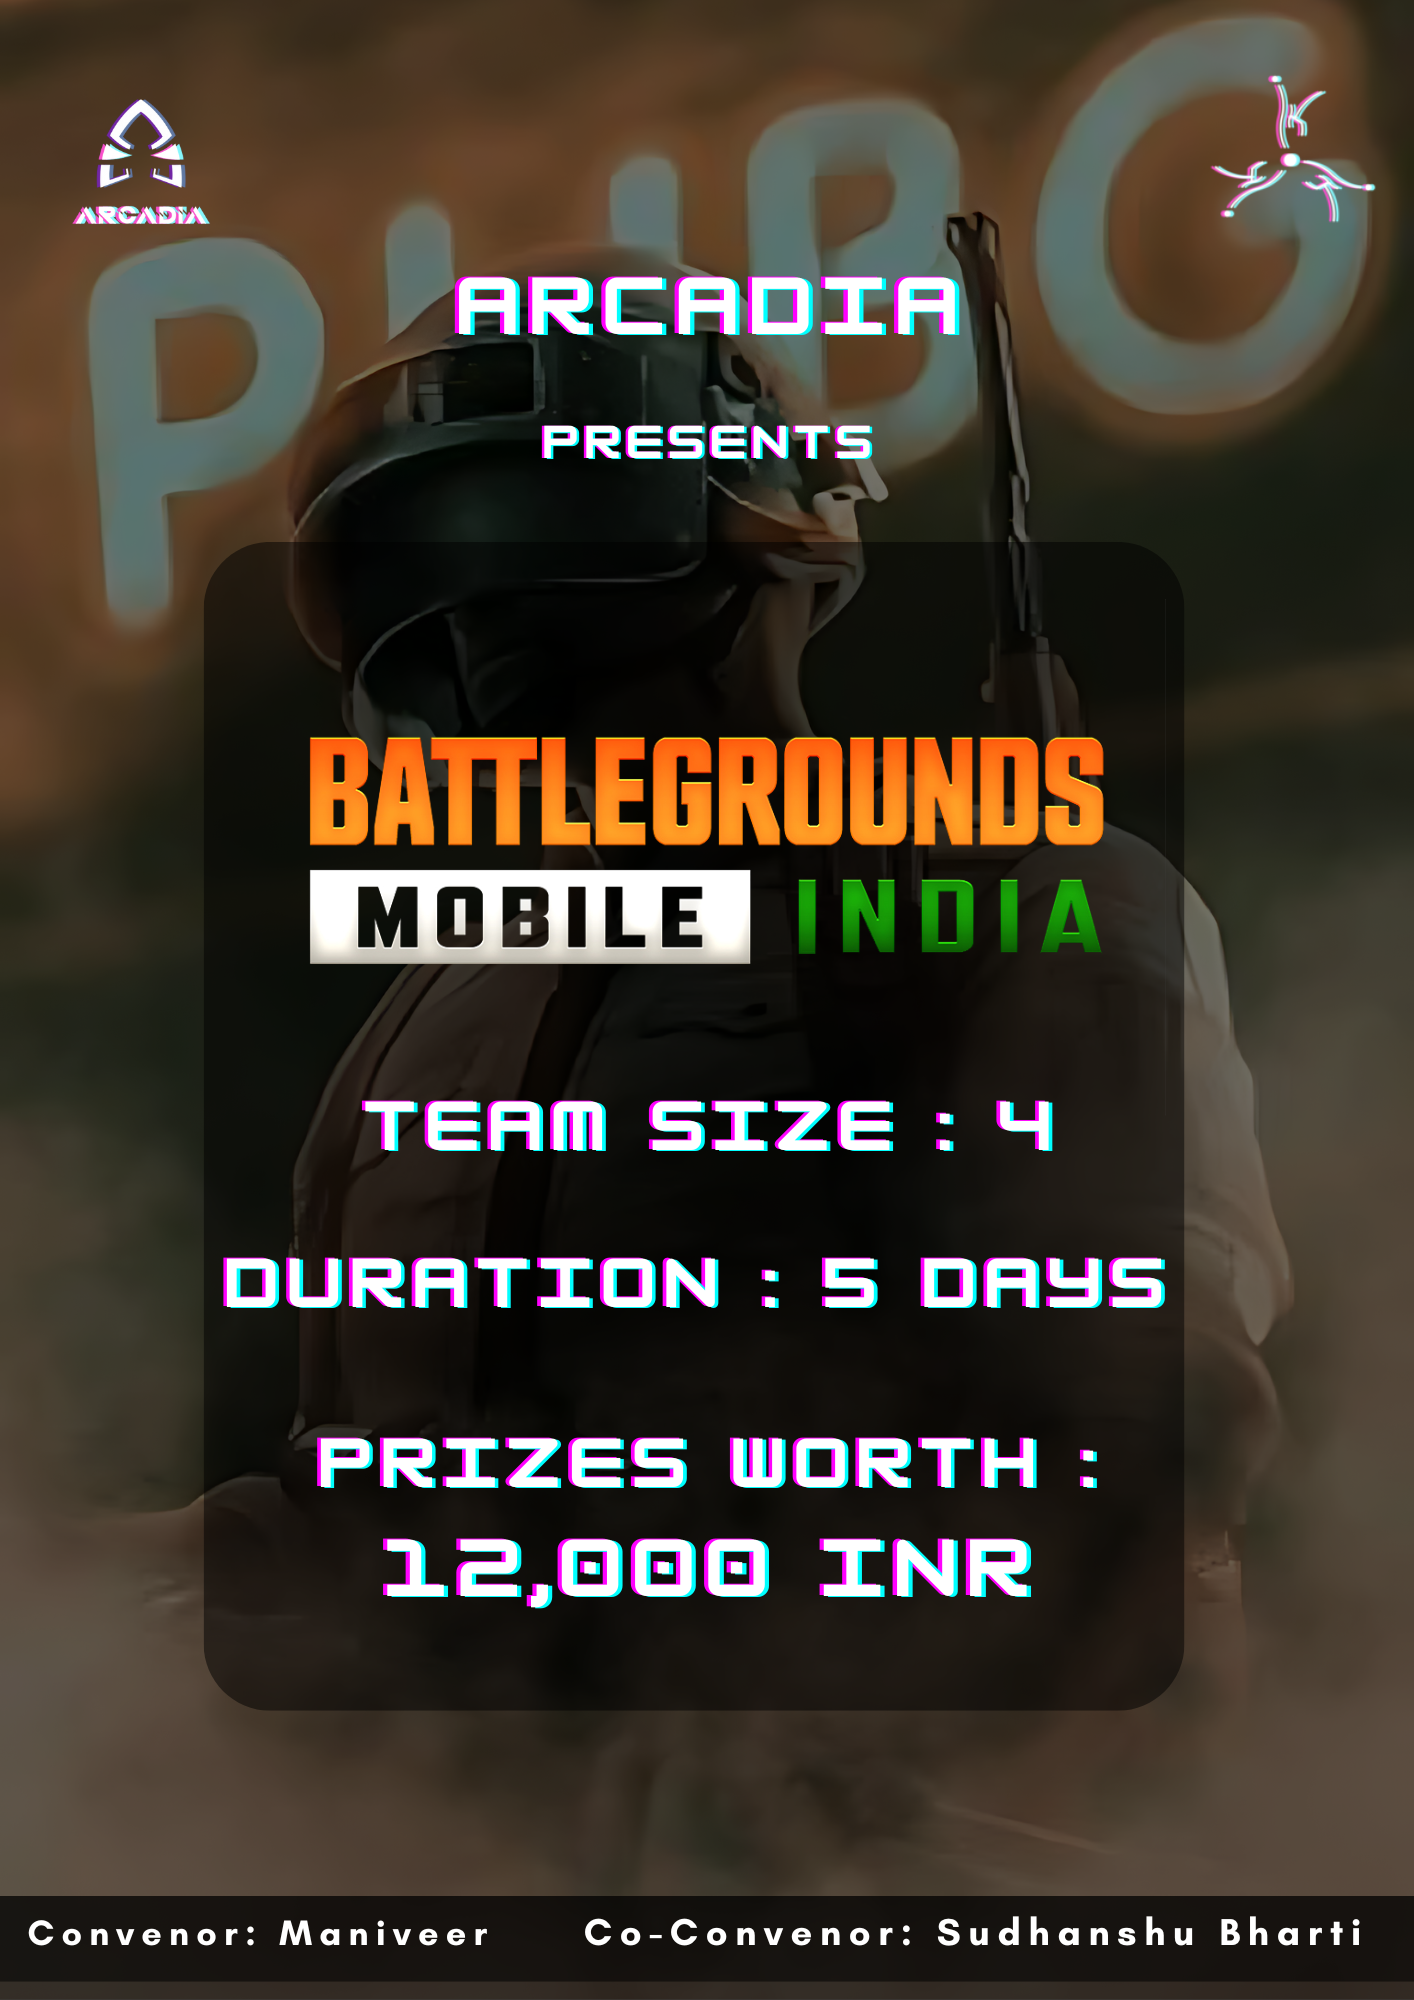 PUBG
ARCADIA
ARCADIA
PRESENTS
BATTLEGROUNDS
MOBILE INDIA
TEAM SIZE : 4
DURATION : 5 DAYS
PRIZES WORTH :
12,000 INR
Convenor: Maniveer Co-Convenor: Sudhanshu Bharti